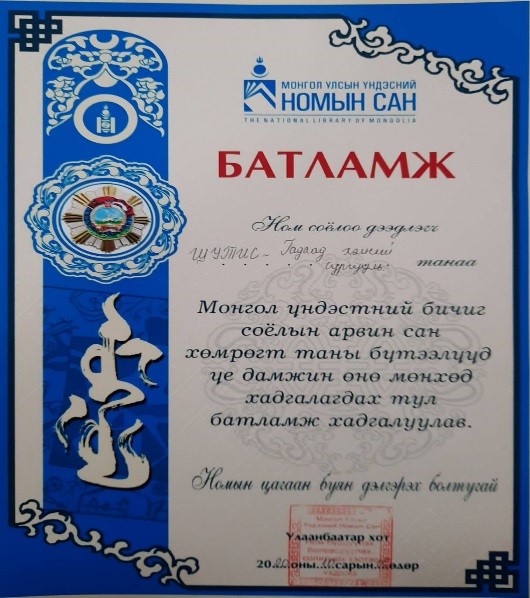 МОНГОЛ УЛСЫН ҮНДЭСНИЙ
НОМЫН САН
THE NATIONAL LIBRARY OF MONGOLIA
БАТЛАМЖ
Ном соёлоо дээдлэгч
ШУТИС - Гадаад хэлний
сургууль танаа
Монгол үндэстний бичиг
соёлын арвин сан
хөмрөгт таны бүтээлүүд
үе дамжин өнө мөнхөд
хадгалагдах тул
батламж хадгалуулав.
Номын цагаан буян дэлгэрэх болтугай
Улаанбаатар хот
20 оны сарын өдөр